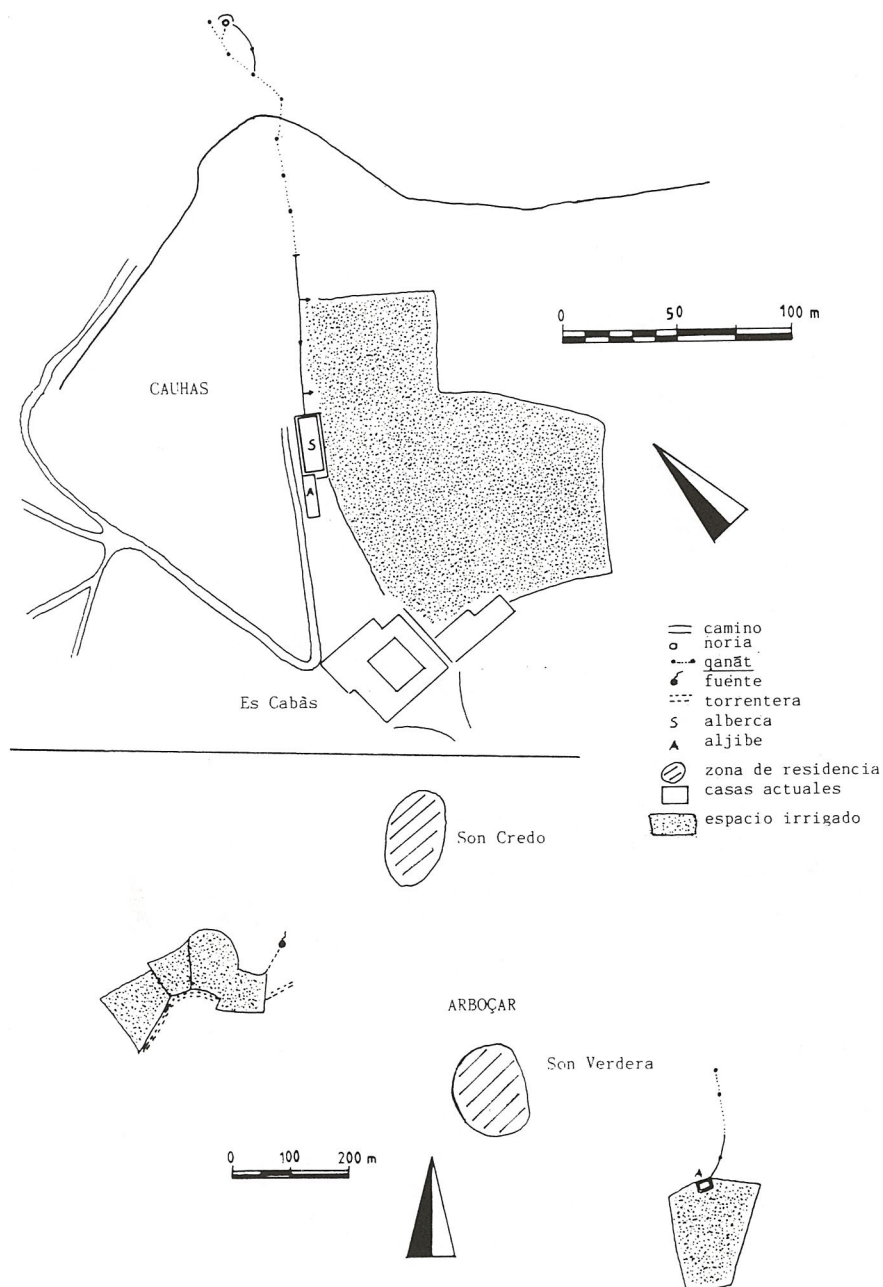 0 50 100 m
CAUHAS
S
A
Es Cabàs
camino
noria
qanāt
fuente
torrentera
S alberca
A aljibe
zona de residencia
casas actuales
espacio irrigado
Son Credo
ARBOÇAR
Son Verdera
0 100 200 m
A